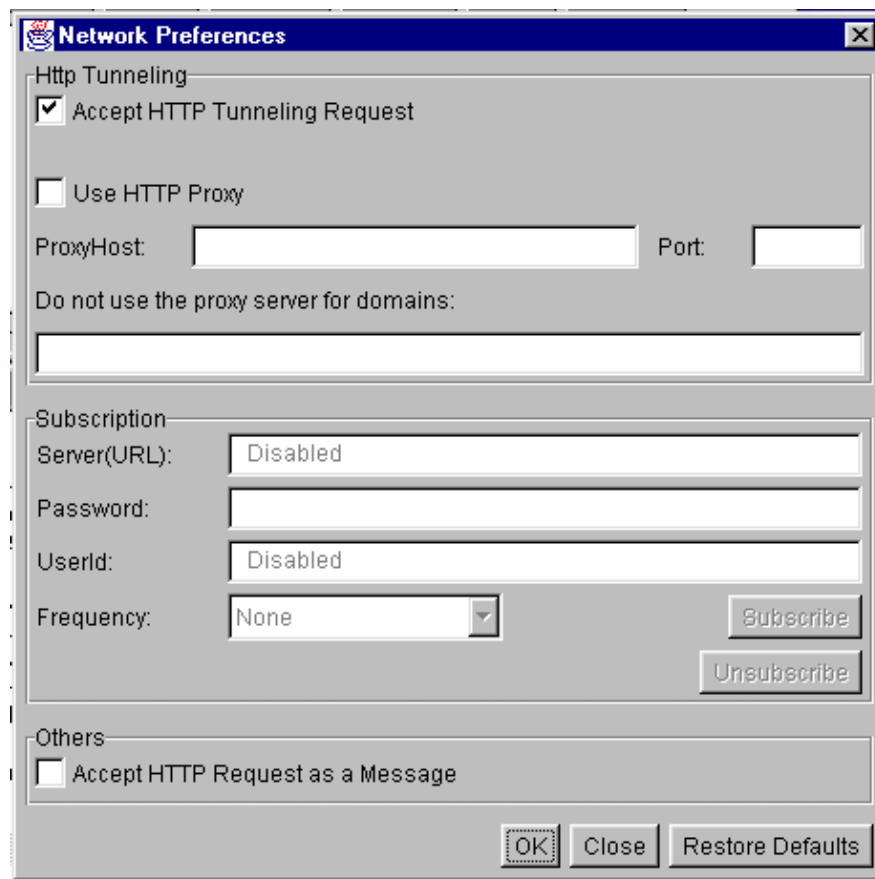 Network Preferences
Http Tunneling
Accept HTTP Tunneling Request
Use HTTP Proxy
ProxyHost: Port:
Do not use the proxy server for domains:
Subscription
Server(URL): Disabled
Password:
UserId: Disabled
Frequency: None Subscribe
Unsubscribe
Others
Accept HTTP Request as a Message
OK Close Restore Defaults